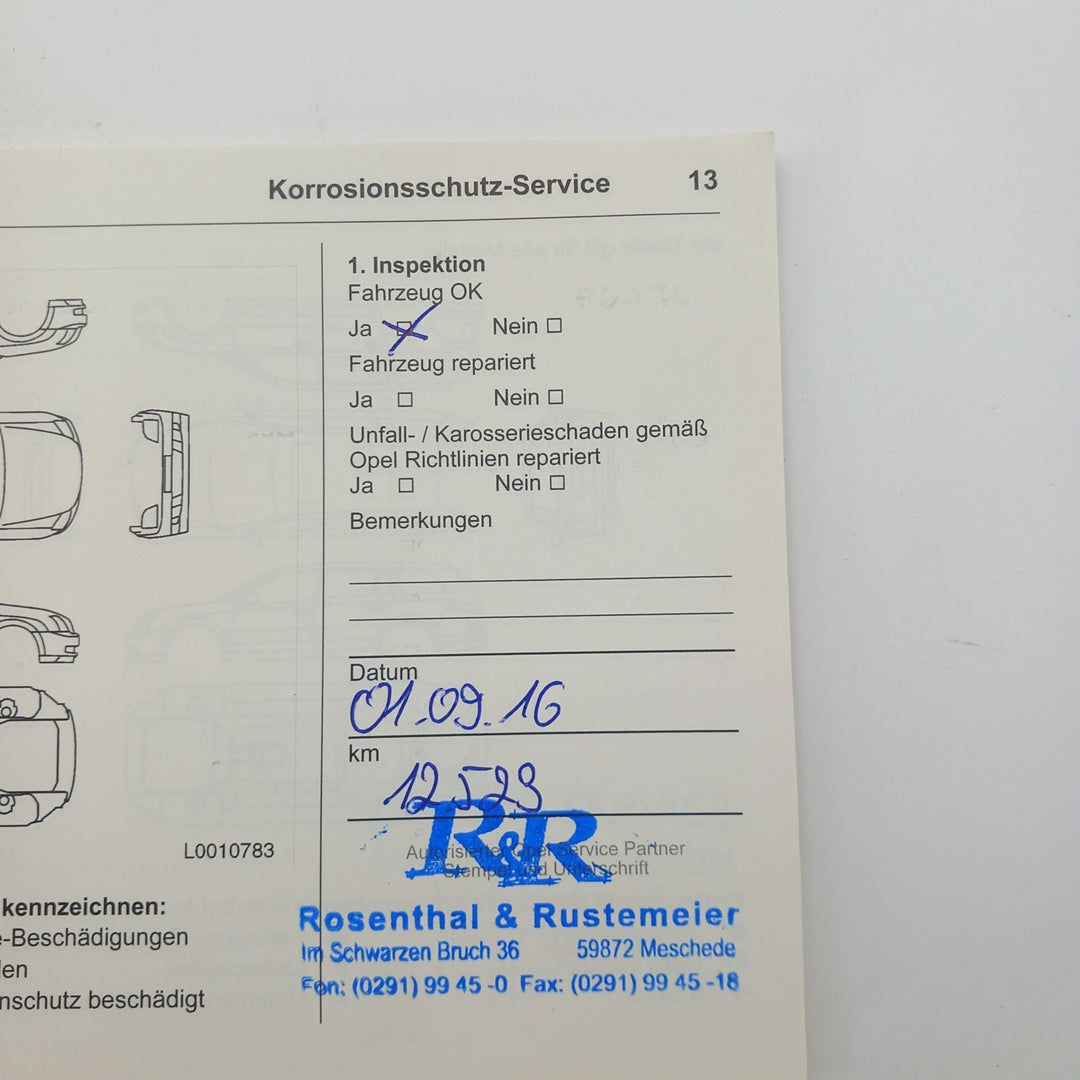 Korrosionsschutz-Service 13
1. Inspektion
Fahrzeug OK
Ja Nein
Fahrzeug repariert
Ja Nein
Unfall- / Karosserieschaden gemäß
Opel Richtlinien repariert
Ja Nein
Bemerkungen
Datum
01.09.16
km
12529
R&R
Autorisierter Opel Service Partner
Stempel und Unterschrift
Rosenthal & Rustemeier
Im Schwarzen Bruch 36 59872 Meschede
Fon: (0291) 99 45 -0 Fax: (0291) 99 45 -18
L0010783
kennzeichnen:
e-Beschädigungen
len
nschutz beschädigt